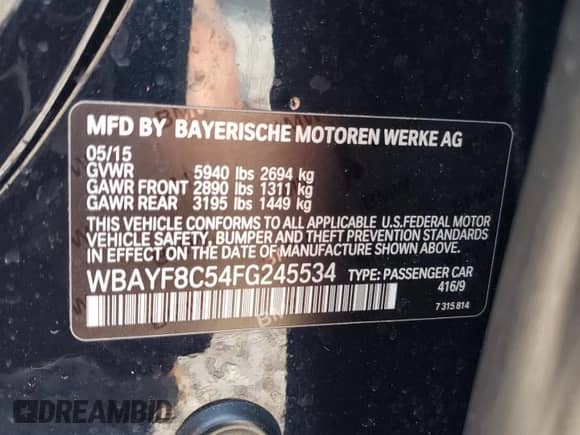 MFD BY BAYERISCHE MOTOREN WERKE AG
05/15
GVWR 5940 lbs 2694 kg
GAWR FRONT 2890 lbs 1311 kg
GAWR REAR 3195 lbs 1449 kg
THIS VEHICLE CONFORMS TO ALL APPLICABLE U.S.FEDERAL MOTOR
VEHICLE SAFETY, BUMPER AND THEFT PREVENTION STANDARDS
IN EFFECT ON THE DATE OF MANUFACTURE SHOWN ABOVE.
WBAYF8C54FG245534 TYPE: PASSENGER CAR
416/9
7 315 814
DREAMBID